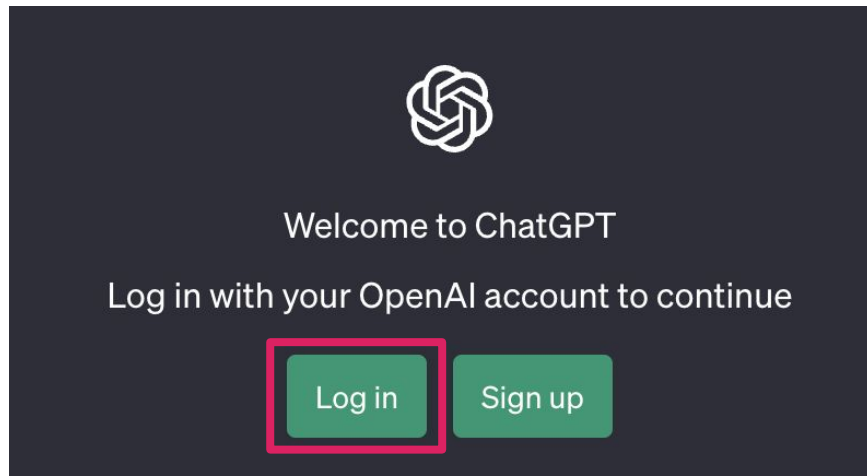 Welcome to ChatGPT
Log in with your OpenAI account to continue
Log in Sign up